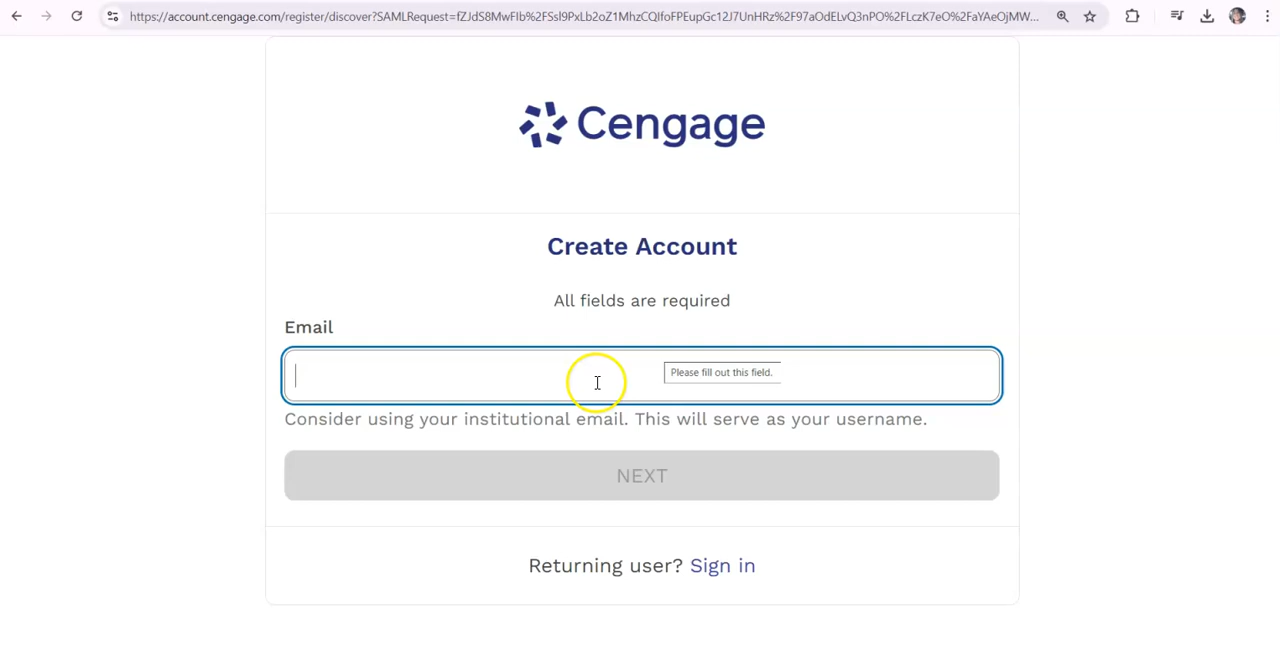 https://account.cengage.com/register/discover?SAMLRequest=fZJdS8MwFIb%2FSsl9PxLb2oZ1MhzCQIfoFPEupGc12J7UnHRz%2F97aOdELvQ3nPO%2FLczK7eO%2FaYAeOjMW...
Cengage
Create Account
All fields are required
Email
Please fill out this field.
Consider using your institutional email. This will serve as your username.
NEXT
Returning user? Sign in